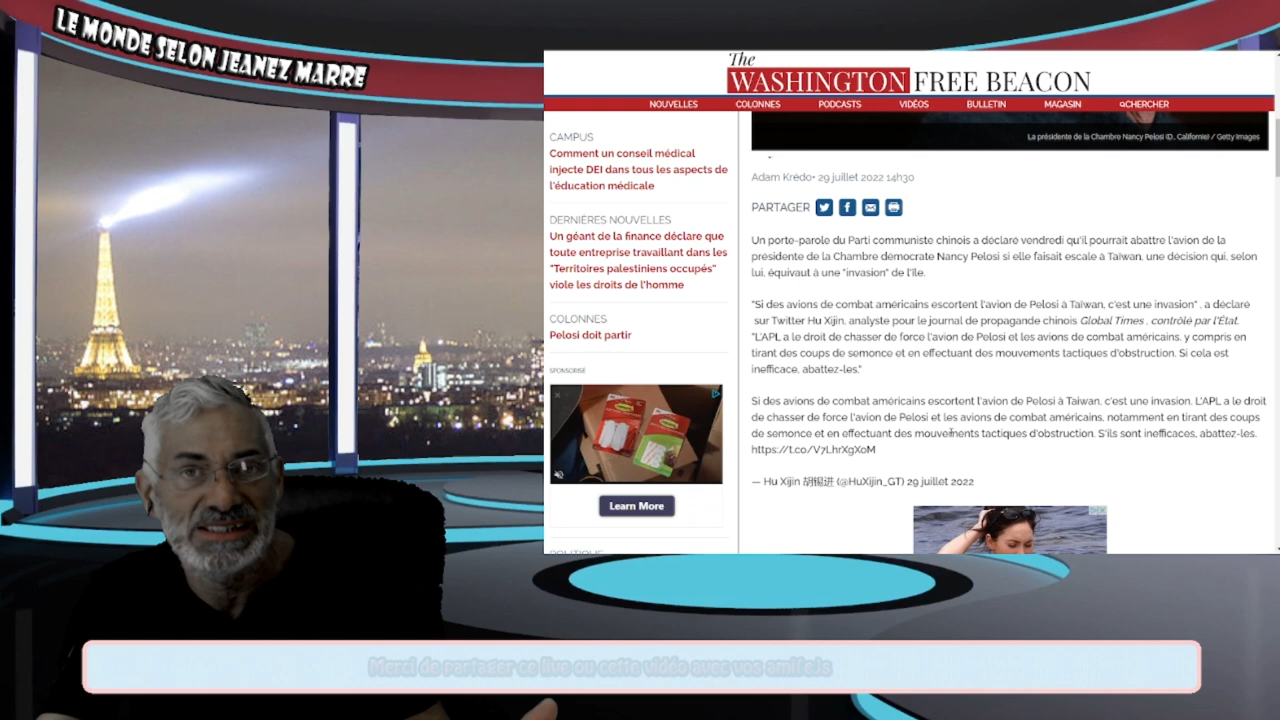 LE MONDE SELON JEANEZ MARRE
The
WASHINGTON FREE BEACON
NOUVELLES COLONNES PODCASTS VIDÉOS BULLETIN MAGASIN CHERCHER
La présidente de la Chambre Nancy Pelosi (D., Californie) / Getty Images
CAMPUS
Comment un conseil médical
injecte DEI dans tous les aspects de
l'éducation médicale
DERNIÈRES NOUVELLES
Un géant de la finance déclare que
toute entreprise travaillant dans les
"Territoires palestiniens occupés"
viole les droits de l'homme
COLONNES
Pelosi doit partir
SPONSORISÉ
Learn More
Adam Kredo• 29 juillet 2022 14h30
PARTAGER
Un porte-parole du Parti communiste chinois a déclaré vendredi qu'il pourrait abattre l'avion de la
présidente de la Chambre démocrate Nancy Pelosi si elle faisait escale à Taïwan, une décision qui, selon
lui, équivaut à une "invasion" de l'île.
"Si des avions de combat américains escortent l'avion de Pelosi à Taïwan, c'est une invasion" , a déclaré
sur Twitter Hu Xijin, analyste pour le journal de propagande chinois Global Times , contrôlé par l'État.
"L'APL a le droit de chasser de force l'avion de Pelosi et les avions de combat américains, y compris en
tirant des coups de semonce et en effectuant des mouvements tactiques d'obstruction. Si cela est
inefficace, abattez-les."
Si des avions de combat américains escortent l'avion de Pelosi à Taïwan, c'est une invasion. L'APL a le droit
de chasser de force l'avion de Pelosi et les avions de combat américains, notamment en tirant des coups
de semonce et en effectuant des mouvements tactiques d'obstruction. S'ils sont inefficaces, abattez-les.
https://t.co/V7LhrXgXoM
— Hu Xijin 胡锡进 (@HuXijin_GT) 29 juillet 2022
Merci de partager ce live ou cette vidéo avec vos ami(e)s